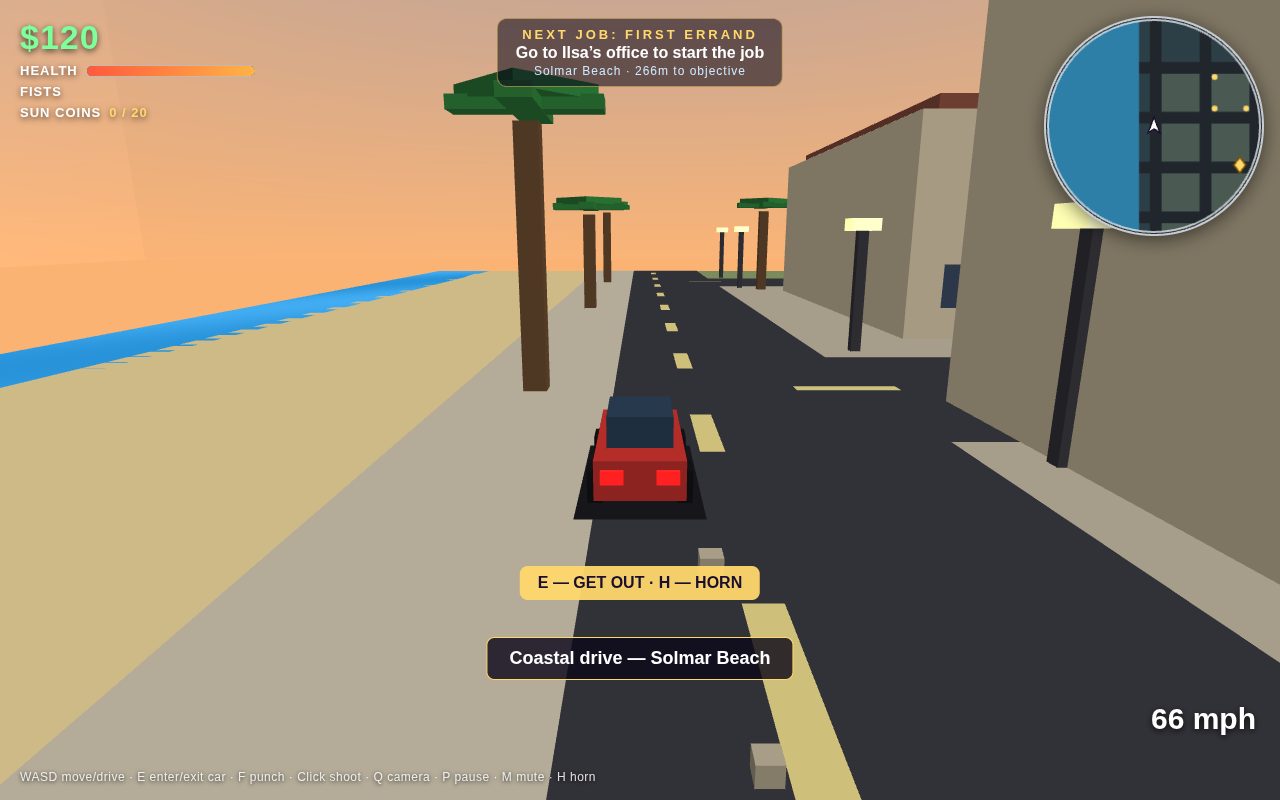 $120
HEALTH
FISTS
SUN COINS 0 / 20
NEXT JOB: FIRST ERRAND
Go to Ilsa's office to start the job
Solmar Beach · 266m to objective
E — GET OUT · H — HORN
Coastal drive — Solmar Beach
66 mph
WASD move/drive · E enter/exit car · F punch · Click shoot · Q camera · P pause · M mute · H horn